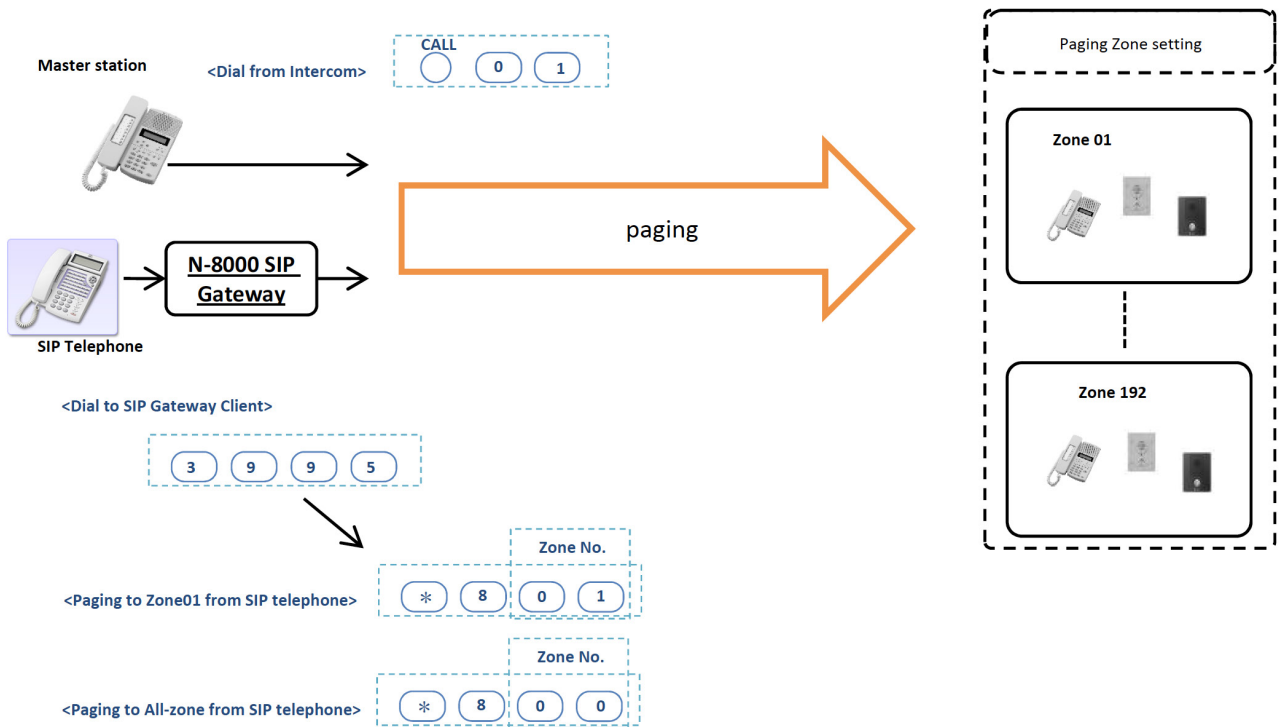 CALL
Master station
<Dial from Intercom>
0 1
Paging Zone setting
Zone 01
paging
N-8000 SIP
Gateway
SIP Telephone
Zone 192
<Dial to SIP Gateway Client>
3 9 9 5
Zone No.
<Paging to Zone01 from SIP telephone>
* 8 0 1
Zone No.
<Paging to All-zone from SIP telephone>
* 8 0 0